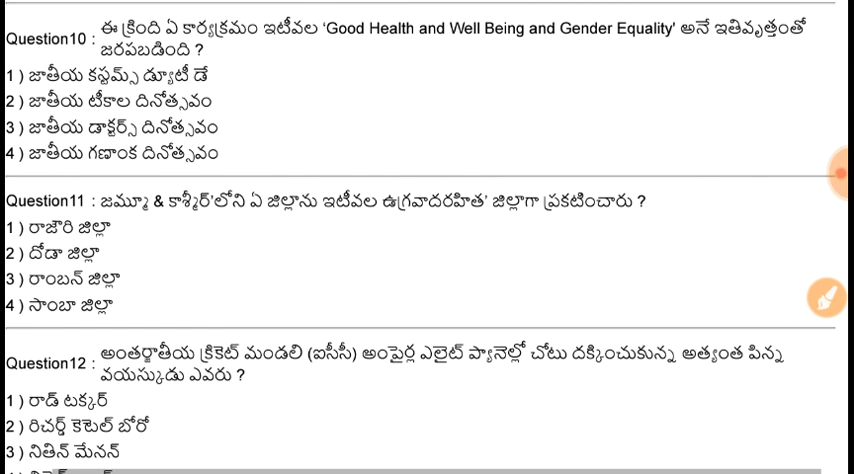 Question10 : ఈ క్రింది ఏ కార్యక్రమం ఇటీవల 'Good Health and Well Being and Gender Equality' అనే ఇతివృత్తంతో
జరపబడింది ?
1 ) జాతీయ కస్టమ్స్ డ్యూటీ డే
2 ) జాతీయ టీకాల దినోత్సవం
3 ) జాతీయ డాక్టర్స్ దినోత్సవం
4 ) జాతీయ గణాంక దినోత్సవం
Question11 : జమ్మూ & కాశ్మీర్'లోని ఏ జిల్లాను ఇటీవల ఉగ్రవాదరహిత' జిల్లాగా ప్రకటించారు ?
1 ) రాజౌరి జిల్లా
2 ) దోడా జిల్లా
3 ) రాంబన్ జిల్లా
4 ) సాంబా జిల్లా
Question12 : అంతర్జాతీయ క్రికెట్ మండలి (ఐసీసీ) అంపైర్ల ఎలైట్ ప్యానెల్లో చోటు దక్కించుకున్న అత్యంత పిన్న
వయస్కుడు ఎవరు ?
1 ) రాడ్ టక్కర్
2 ) రిచర్డ్ కెటెల్ బోరో
3 ) నితిన్ మేనన్